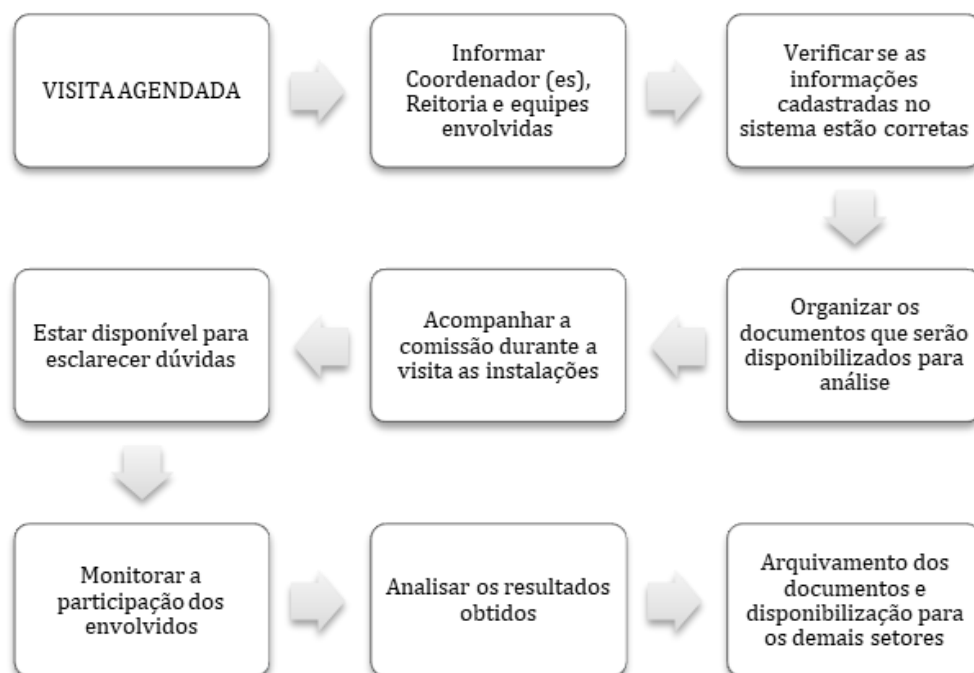 VISITA AGENDADA
Informar
Coordenador (es),
Reitoria e equipes
envolvidas
Verificar se as
informações
cadastradas no
sistema estão corretas
Organizar os
documentos que serão
disponibilizados para
análise
Acompanhar a
comissão durante a
visita as instalações
Estar disponível para
esclarecer dúvidas
Monitorar a
participação dos
envolvidos
Analisar os resultados
obtidos
Arquivamento dos
documentos e
disponibilização para
os demais setores